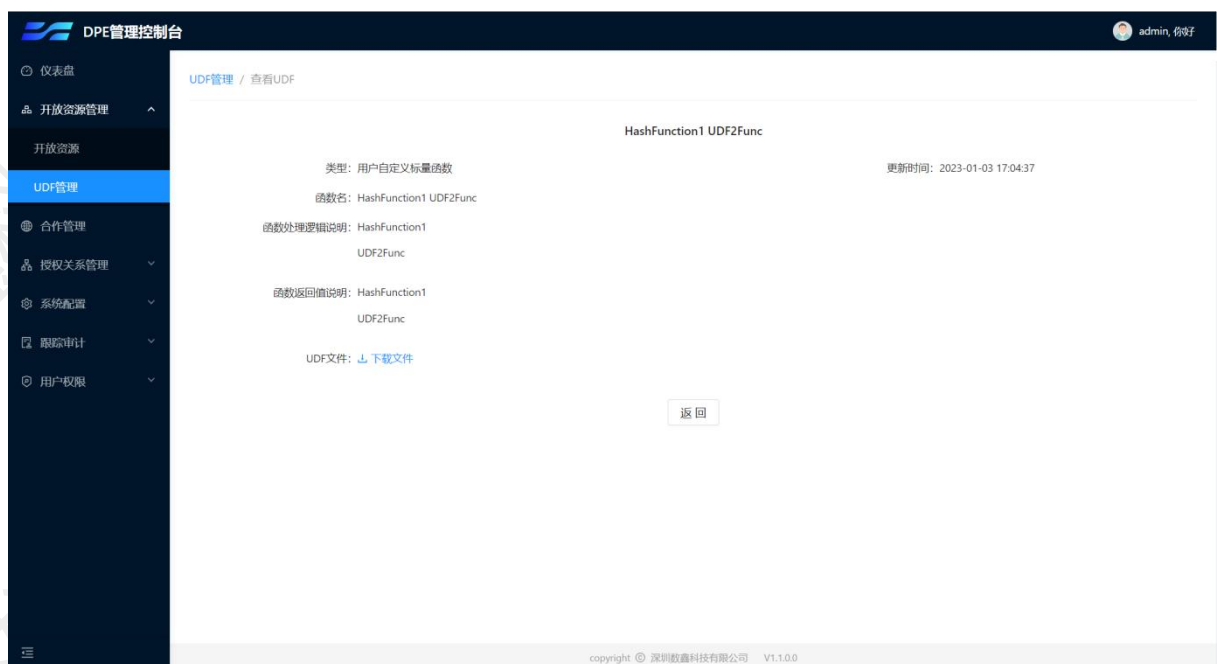 DPE管理控制台
admin, 你好
仪表盘
开放资源管理
开放资源
UDF管理
合作管理
授权关系管理
系统配置
跟踪审计
用户权限
UDF管理 / 查看UDF
HashFunction1 UDF2Func
类型：用户自定义标量函数
更新时间：2023-01-03 17:04:37
函数名：HashFunction1 UDF2Func
函数处理逻辑说明：HashFunction1
UDF2Func
函数返回值说明：HashFunction1
UDF2Func
UDF文件：下载文件
返 回
copyright © 深圳数鑫科技有限公司 V1.1.0.0